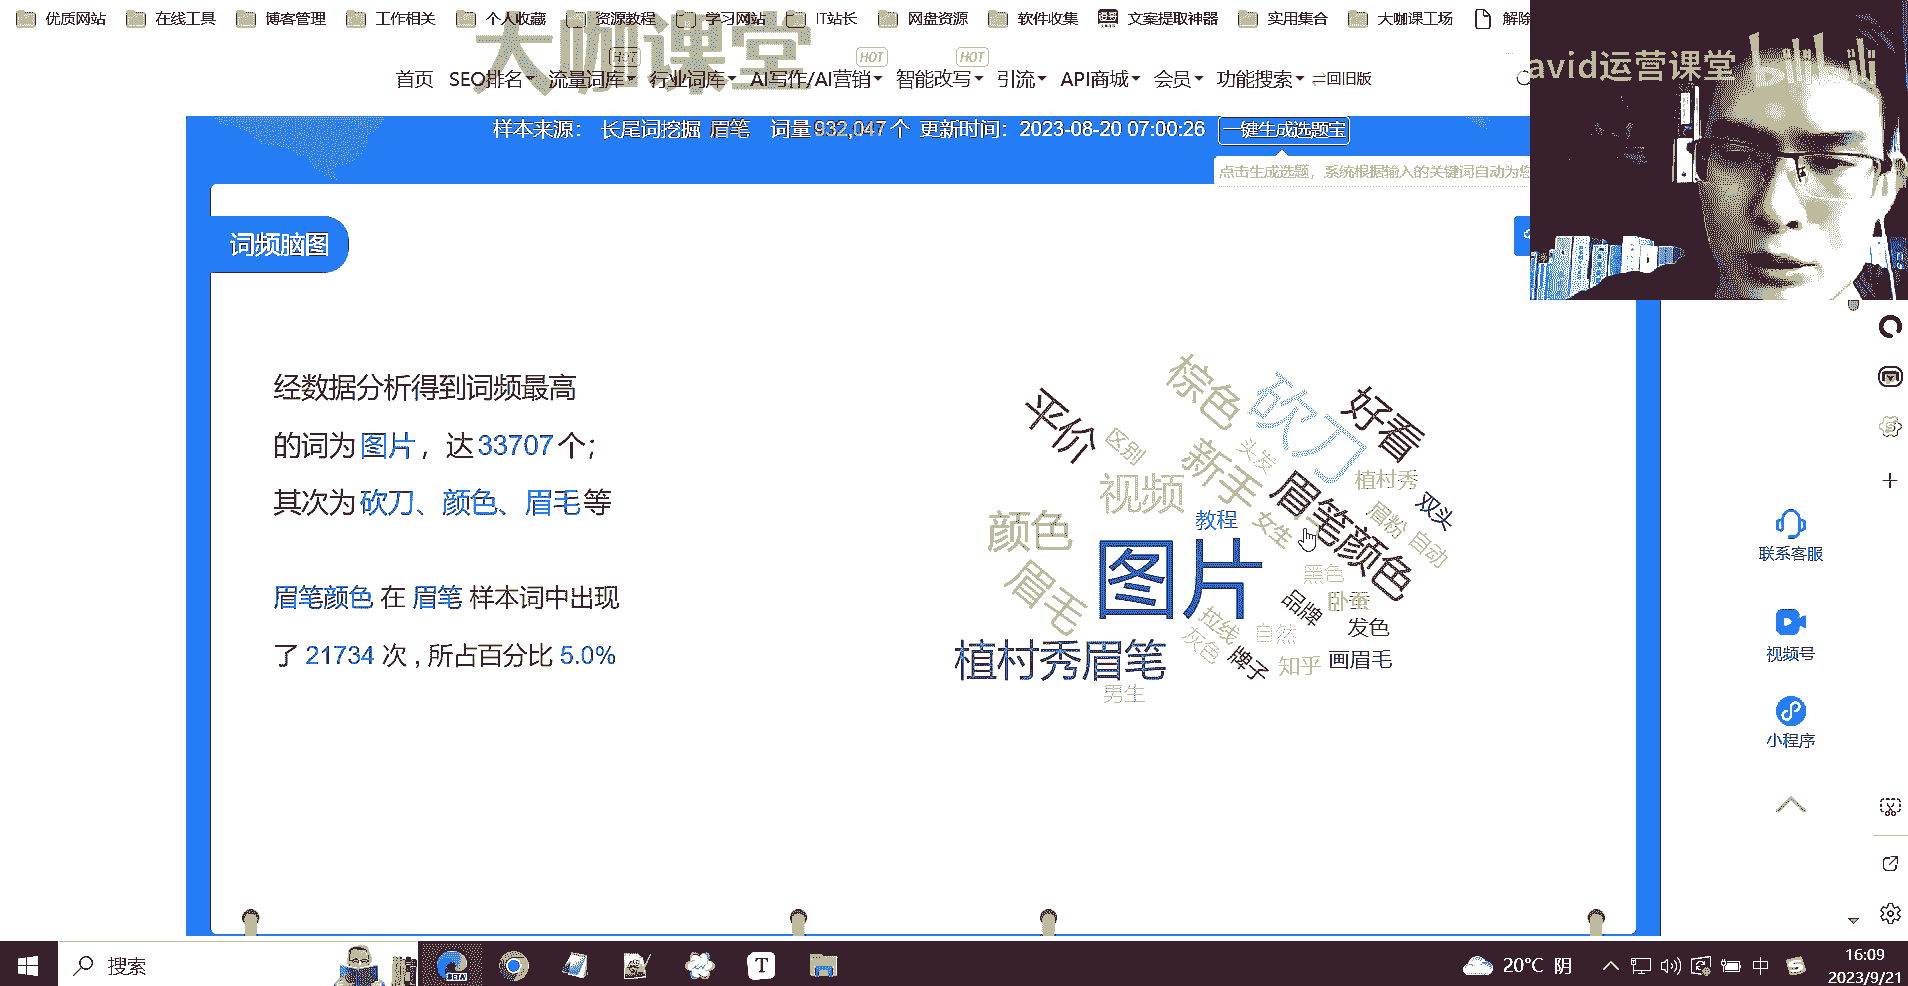 优质网站 在线工具 博客管理 工作相关 个人收藏 资源教程 学习网站 IT站长 网盘资源 软件收集 文案提取神器 实用集合 大咖课工场 解除
大咖课堂
avid运营课堂
bilibili
HOT HOT HOT
首页 SEO排名 流量词库 行业词库 AI写作/AI营销 智能改写 引流 API商城 会员 功能搜索 回旧版
样本来源： 长尾词挖掘 眉笔 词量932,047个 更新时间：2023-08-20 07:00:26 一键生成选题宝
点击生成选题，系统根据输入的关键词自动为您
词频脑图
经数据分析得到词频最高
的词为图片，达33707个；
其次为砍刀、颜色、眉毛等
眉笔颜色 在 眉笔 样本词中出现
了 21734 次 , 所占百分比 5.0%
棕色
砍刀
好看
平价
区别
头发
新手
植村秀
视频
眉笔颜色
双头
教程
女生
眉粉
自动
颜色
图片
黑色
眉毛
品牌
卧蚕
拉线
自然
发色
灰色
植村秀眉笔
牌子
知乎
画眉毛
男生
联系客服
视频号
小程序
搜索
BETA
T
20°C 阴
中
16:09
2023/9/21